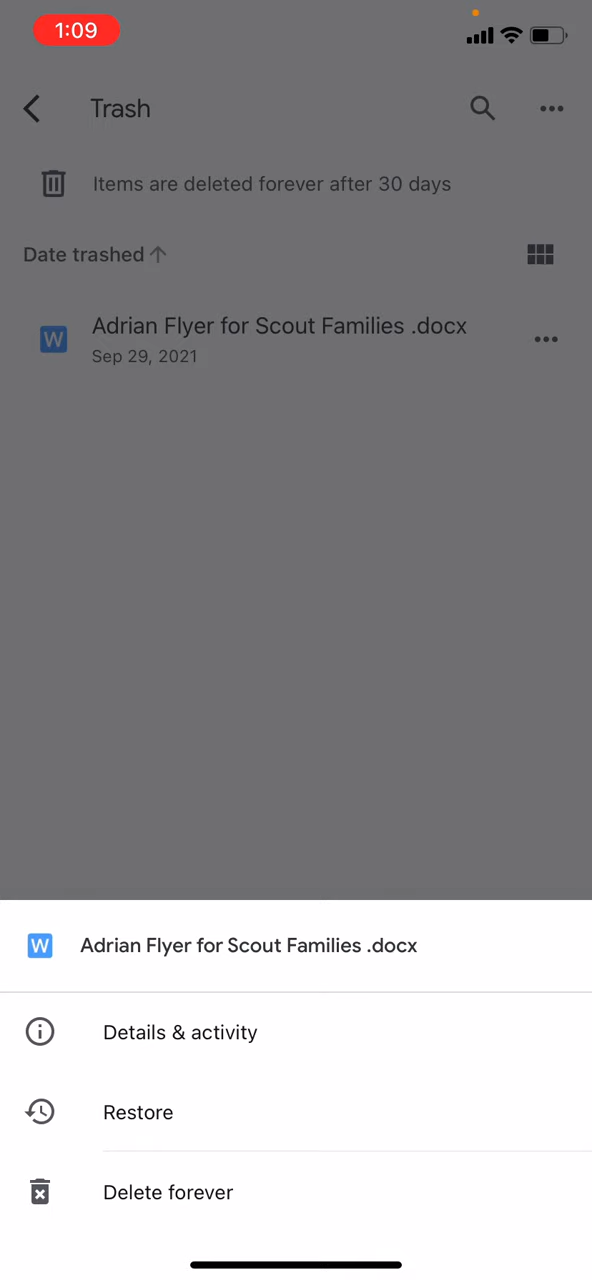 1:09
Trash
Items are deleted forever after 30 days
Date trashed
W
Adrian Flyer for Scout Families .docx
Sep 29, 2021
W
Adrian Flyer for Scout Families .docx
Details & activity
Restore
Delete forever